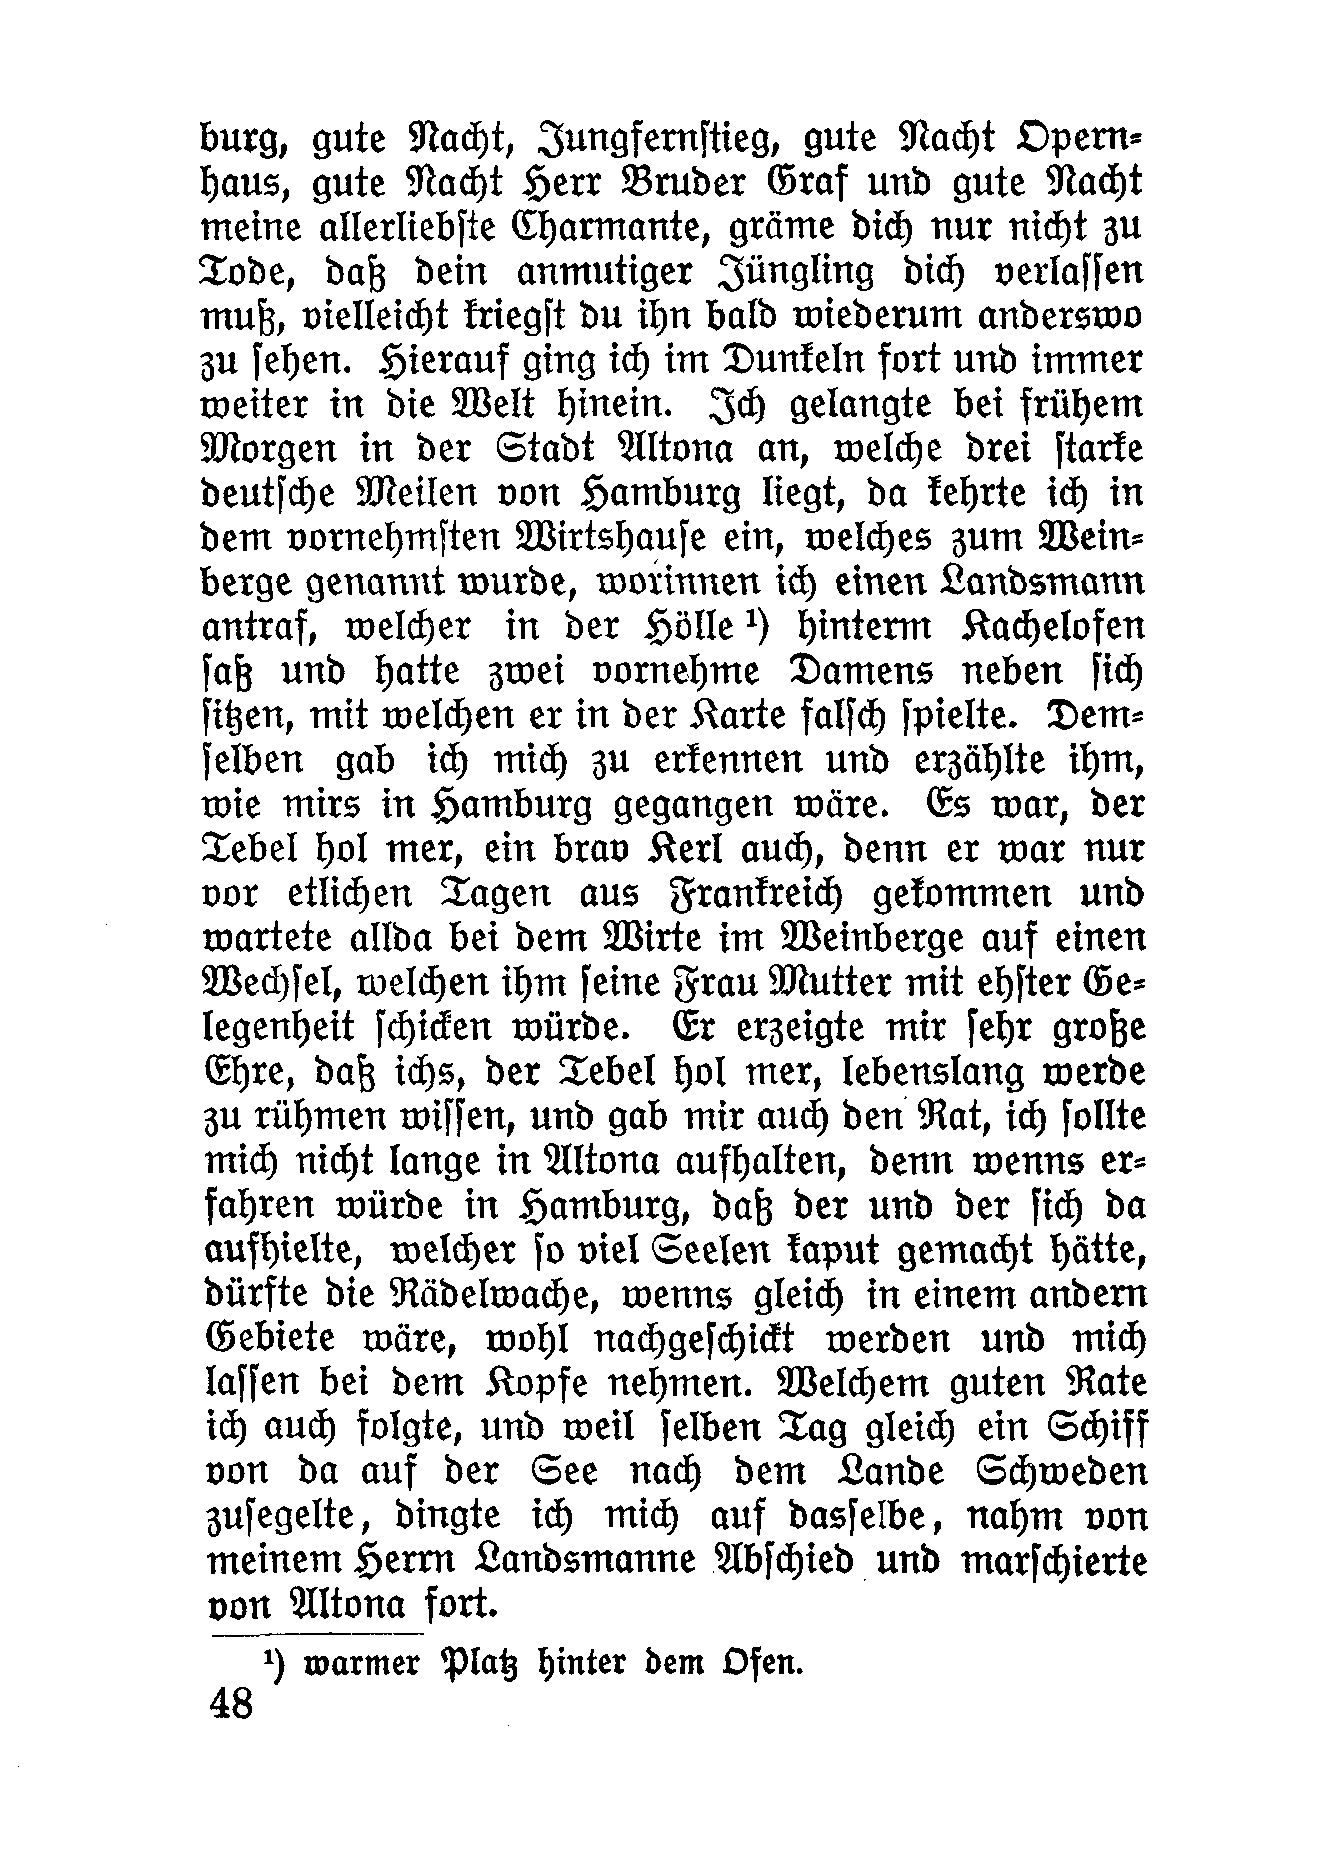 burg, gute Nacht, Jungfernſtieg, gute Nacht Opern⸗
haus, gute Nacht Herr Bruder Graf und gute Nacht
meine allerliebſte Charmante, gräme dich nur nicht zu
Tode, daß dein anmutiger Jüngling dich verlaſſen
muß, vielleicht kriegſt du ihn bald wiederum anderswo
zu ſehen. Hierauf ging ich im Dunkeln fort und immer
weiter in die Welt hinein. Ich gelangte bei frühem
Morgen in der Stadt Altona an, welche drei ſtarke
deutſche Meilen von Hamburg liegt, da kehrte ich in
dem vornehmſten Wirtshauſe ein, welches zum Wein⸗
berge genannt wurde, worinnen ich einen Landsmann
antraf, welcher in der Hölle ¹) hinterm Kachelofen
ſaß und hatte zwei vornehme Damens neben ſich
ſitzen, mit welchen er in der Karte falſch ſpielte. Dem⸗
ſelben gab ich mich zu erkennen und erzählte ihm,
wie mirs in Hamburg gegangen wäre. Es war, der
Tebel hol mer, ein brav Kerl auch, denn er war nur
vor etlichen Tagen aus Frankreich gekommen und
wartete allda bei dem Wirte im Weinberge auf einen
Wechſel, welchen ihm ſeine Frau Mutter mit ehſter Ge⸗
legenheit ſchicken würde. Er erzeigte mir ſehr große
Ehre, daß ichs, der Tebel hol mer, lebenslang werde
zu rühmen wiſſen, und gab mir auch den Rat, ich ſollte
mich nicht lange in Altona aufhalten, denn wenns er⸗
fahren würde in Hamburg, daß der und der ſich da
aufhielte, welcher ſo viel Seelen kaput gemacht hätte,
dürfte die Rädelwache, wenns gleich in einem andern
Gebiete wäre, wohl nachgeſchickt werden und mich
laſſen bei dem Kopfe nehmen. Welchem guten Rate
ich auch folgte, und weil ſelben Tag gleich ein Schiff
von da auf der See nach dem Lande Schweden
zuſegelte, dingte ich mich auf dasſelbe, nahm von
meinem Herrn Landsmanne Abſchied und marſchierte
von Altona fort.
¹) warmer Platz hinter dem Ofen.
48